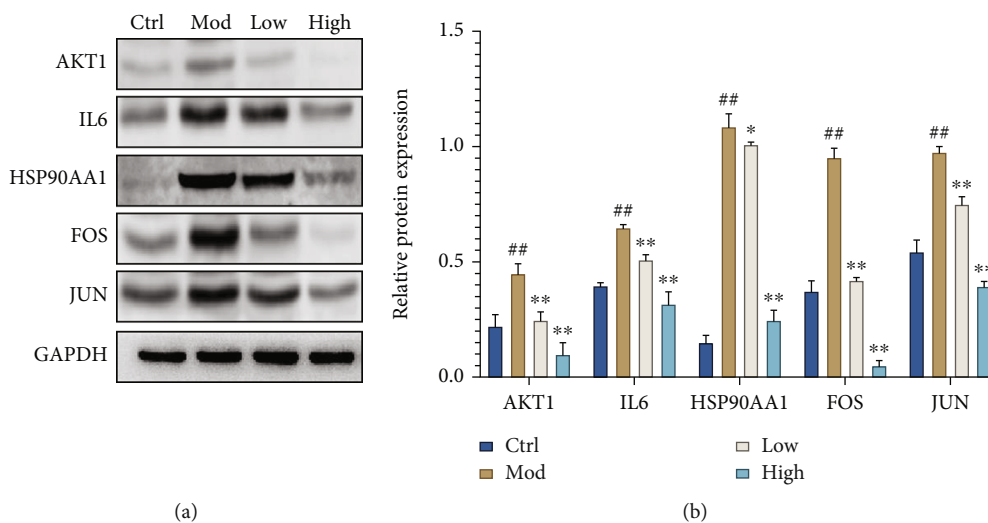 Ctrl Mod Low High
AKT1
IL6
HSP90AA1
FOS
JUN
GAPDH
(a)
Relative protein expression
1.5
1.0
0.5
0.0
## ** **
## ** **
## * **
## ** **
## ** **
AKT1 IL6 HSP90AA1 FOS JUN
Ctrl Low
Mod High
(b)